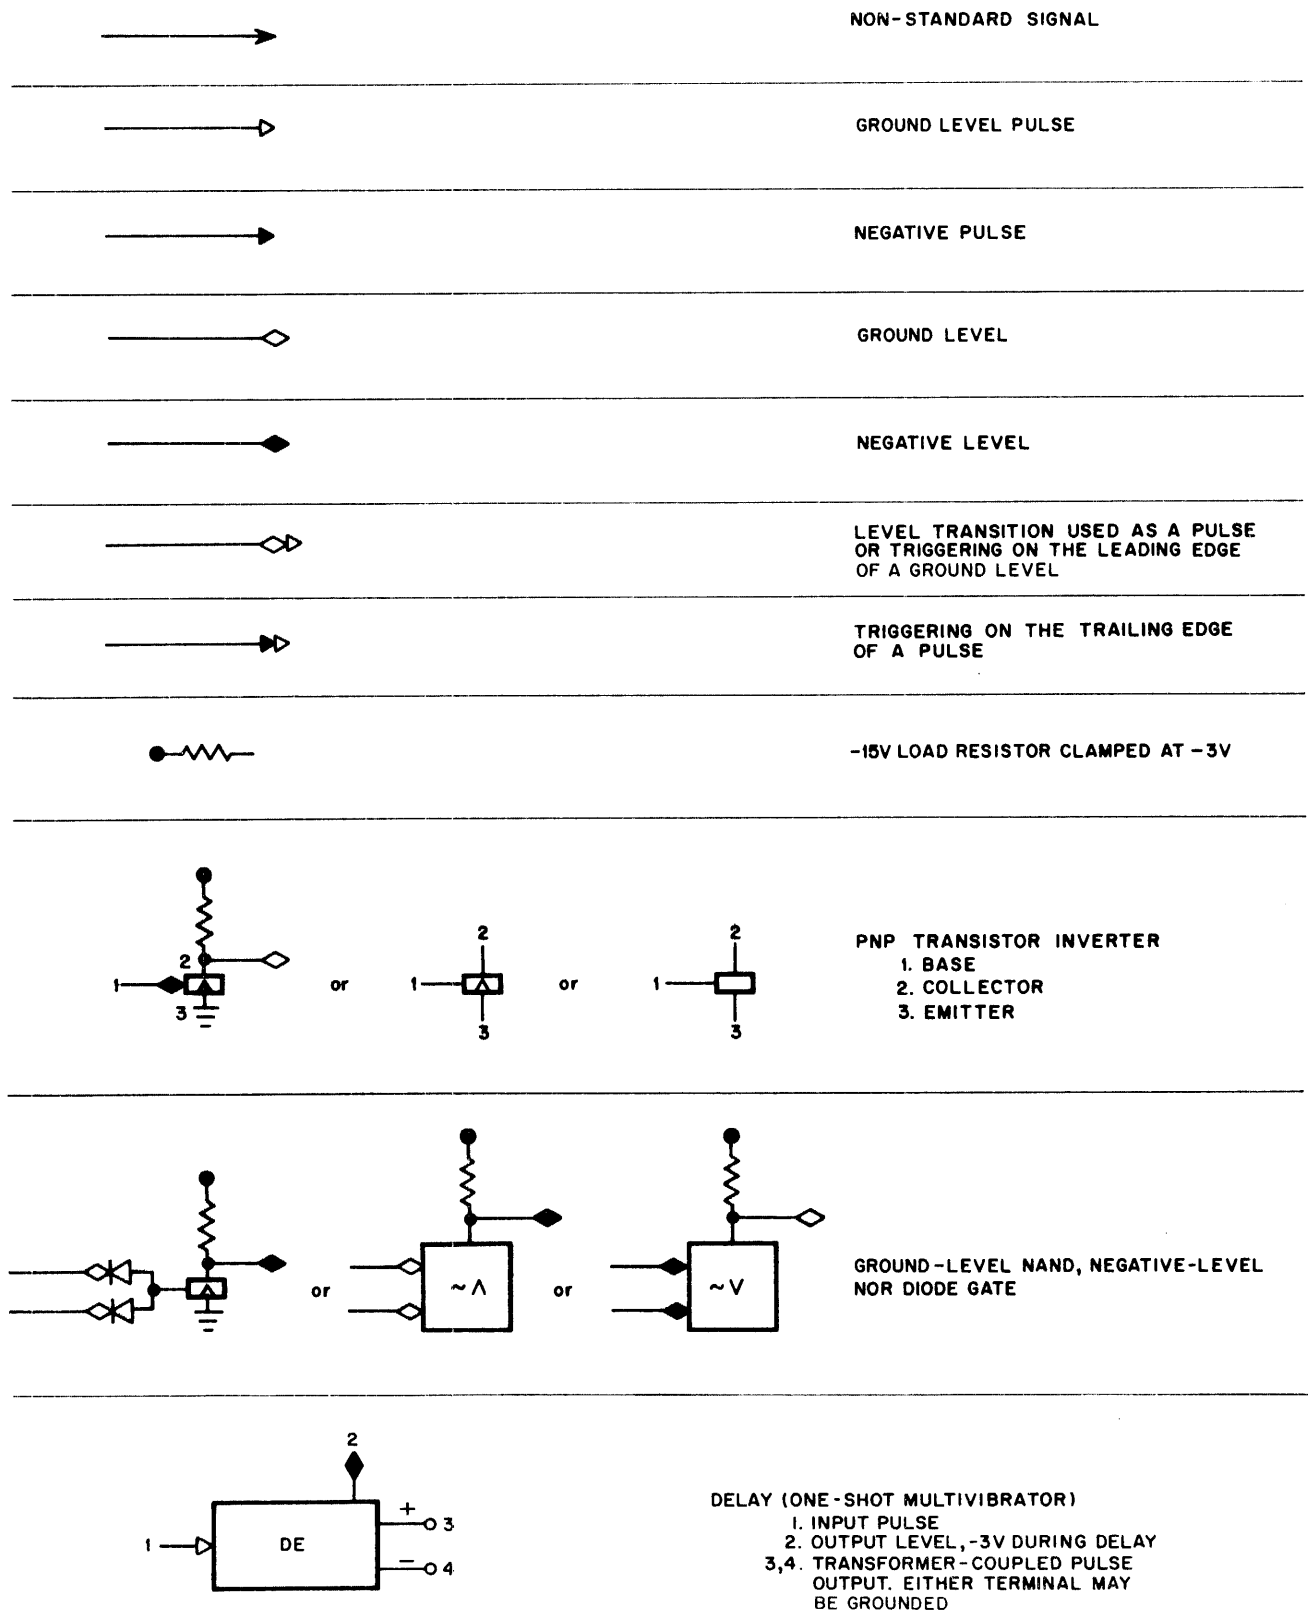 NON-STANDARD SIGNAL
GROUND LEVEL PULSE
NEGATIVE PULSE
GROUND LEVEL
NEGATIVE LEVEL
LEVEL TRANSITION USED AS A PULSE
OR TRIGGERING ON THE LEADING EDGE
OF A GROUND LEVEL
TRIGGERING ON THE TRAILING EDGE
OF A PULSE
-15V LOAD RESISTOR CLAMPED AT -3V
2
1
3
or
2
1
3
or
2
1
3
PNP TRANSISTOR INVERTER
1. BASE
2. COLLECTOR
3. EMITTER
or
~ Λ
or
~ V
GROUND-LEVEL NAND, NEGATIVE-LEVEL
NOR DIODE GATE
2
1
DE
+
3
-
4
DELAY (ONE-SHOT MULTIVIBRATOR)
1. INPUT PULSE
2. OUTPUT LEVEL, -3V DURING DELAY
3,4. TRANSFORMER-COUPLED PULSE
OUTPUT. EITHER TERMINAL MAY
BE GROUNDED